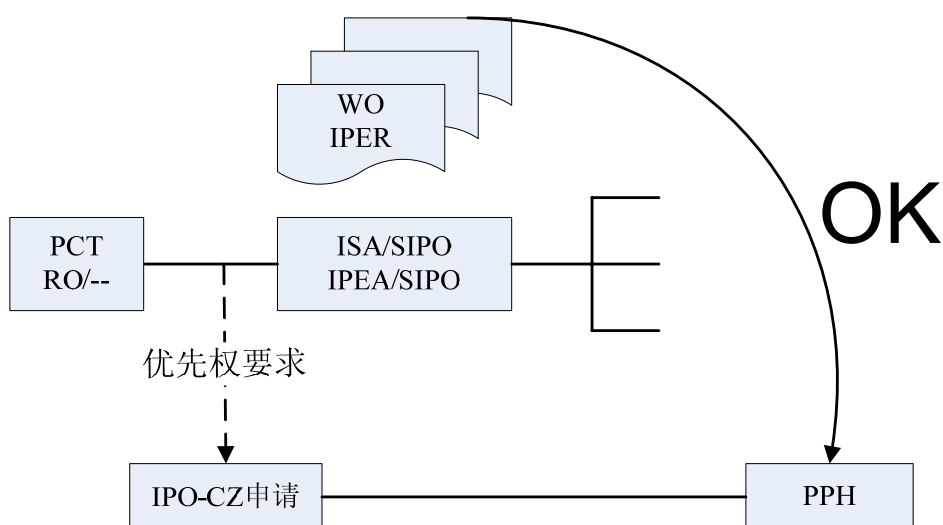 WO
IPER
OK
PCT
RO/--
ISA/SIPO
IPEA/SIPO
优先权要求
IPO-CZ申请
PPH